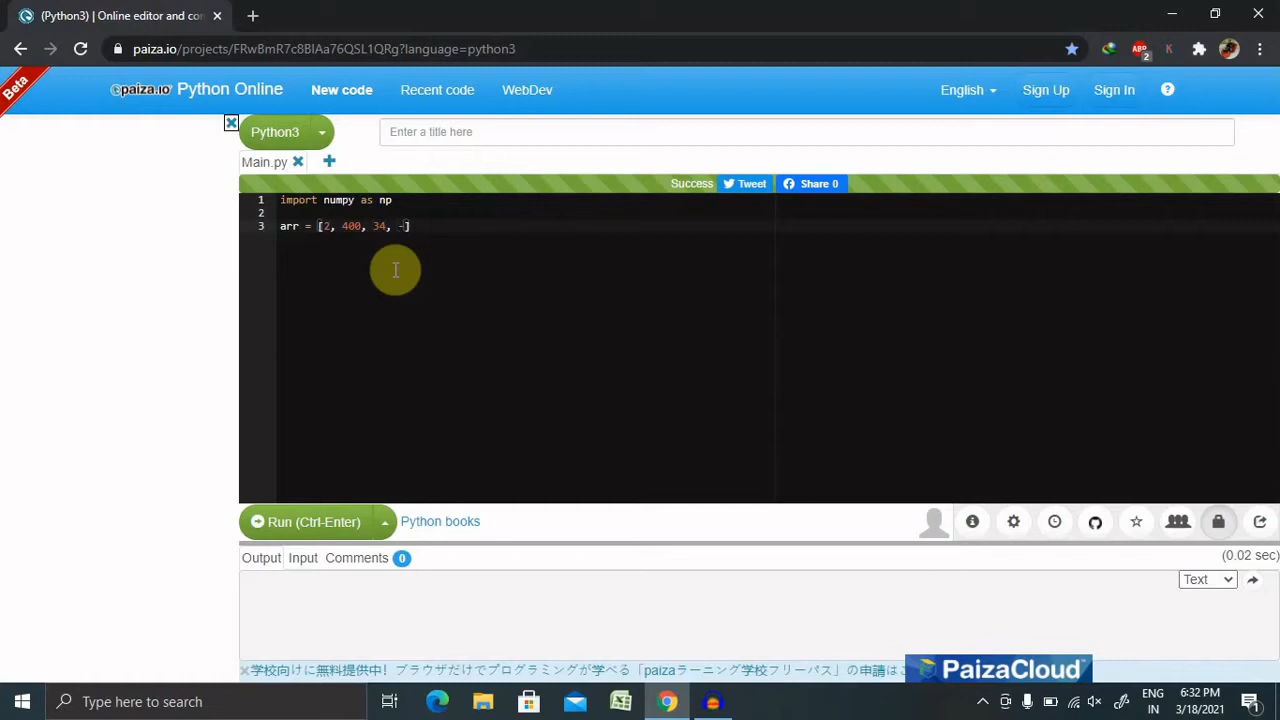 (Python3) | Online editor and con
paiza.io/projects/FRwBmR7c8BIAa76QSL1QRg?language=python3
ABP
2
K
Beta
paiza.io Python Online
New code
Recent code
WebDev
English
Sign Up
Sign In
Python3
Enter a title here
Main.py
Success
Tweet
Share 0
1 import numpy as np
2
3 arr = [2, 400, 34, -]
Run (Ctrl-Enter)
Python books
Output
Input
Comments
0
(0.02 sec)
Text
学校向けに無料提供中! ブラウザだけでプログラミングが学べる「paizaラーニング学校フリーパス」の申請は
PaizaCloud
Type here to search
ENG
IN
6:32 PM
3/18/2021
1